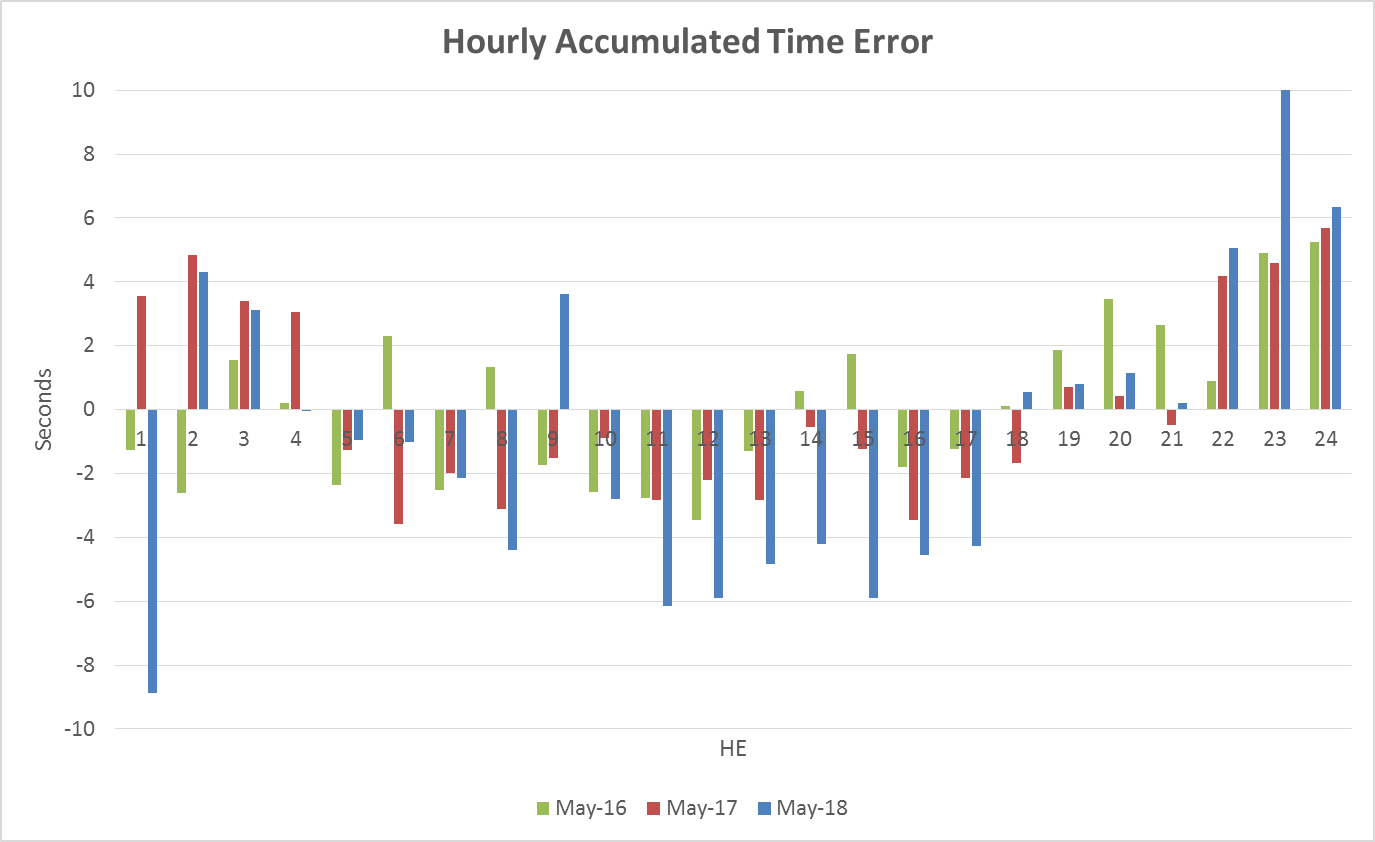 Hourly Accumulated Time Error
10
8
6
4
2
0
-2
-4
-6
-8
-10
Seconds
1 2 3 4 5 6 7 8 9 10 11 12 13 14 15 16 17 18 19 20 21 22 23 24
HE
May-16 May-17 May-18